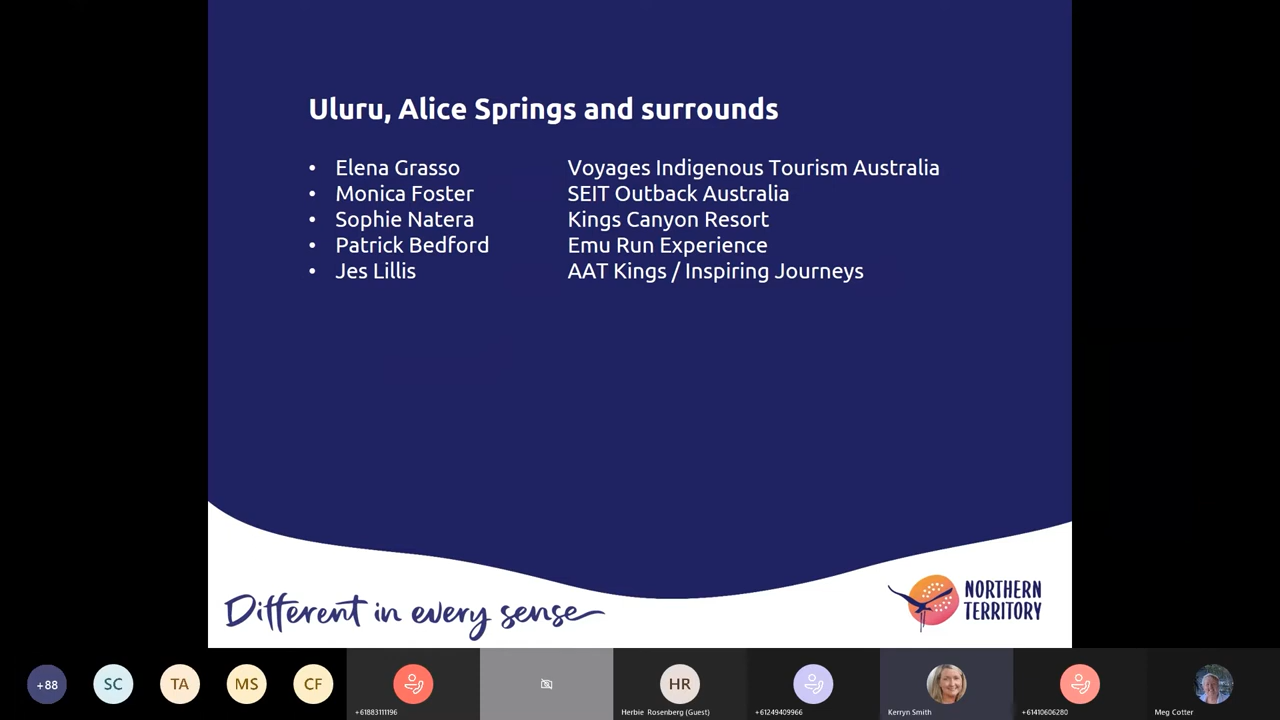 Uluru, Alice Springs and surrounds
• Elena Grasso Voyages Indigenous Tourism Australia
• Monica Foster SEIT Outback Australia
• Sophie Natera Kings Canyon Resort
• Patrick Bedford Emu Run Experience
• Jes Lillis AAT Kings / Inspiring Journeys
Different in every sense
NORTHERN
TERRITORY
+88 SC TA MS CF HR
+61883111196 Herbie Rosenberg (Guest) +61249409966 Kerryn Smith +61410606280 Meg Cotter